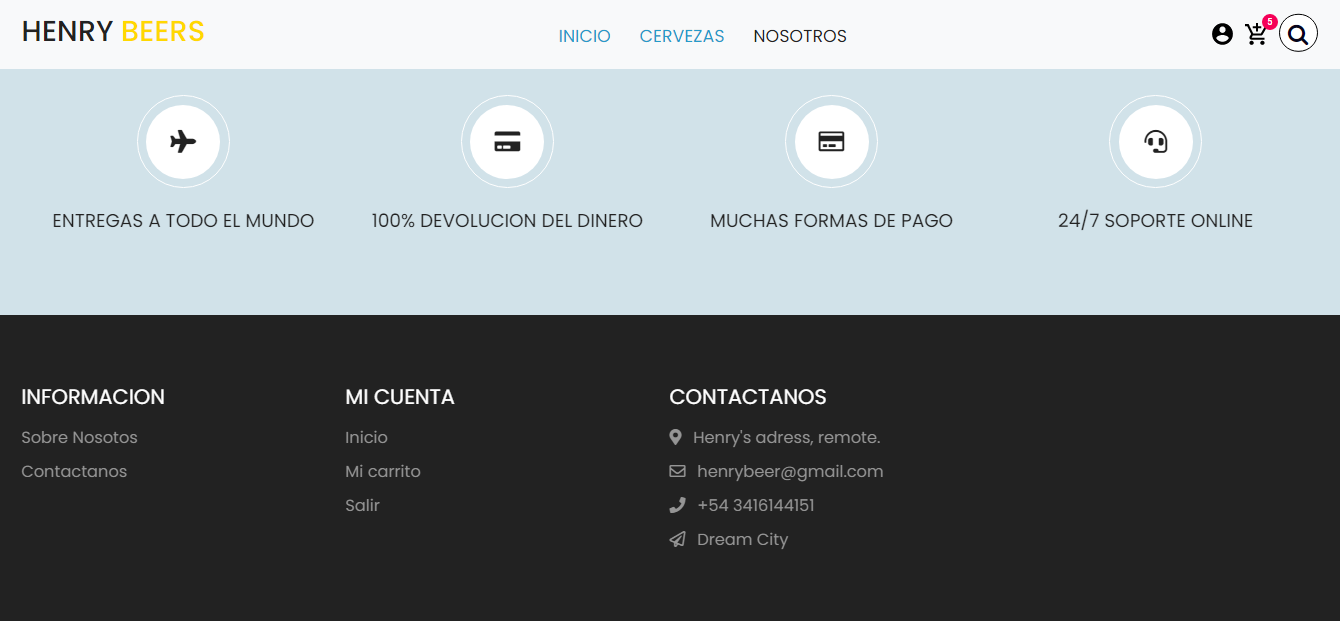 HENRY BEERS
INICIO CERVEZAS NOSOTROS
5
ENTREGAS A TODO EL MUNDO
100% DEVOLUCION DEL DINERO
MUCHAS FORMAS DE PAGO
24/7 SOPORTE ONLINE
INFORMACION
Sobre Nosotos
Contactanos
MI CUENTA
Inicio
Mi carrito
Salir
CONTACTANOS
Henry's adress, remote.
henrybeer@gmail.com
+54 3416144151
Dream City